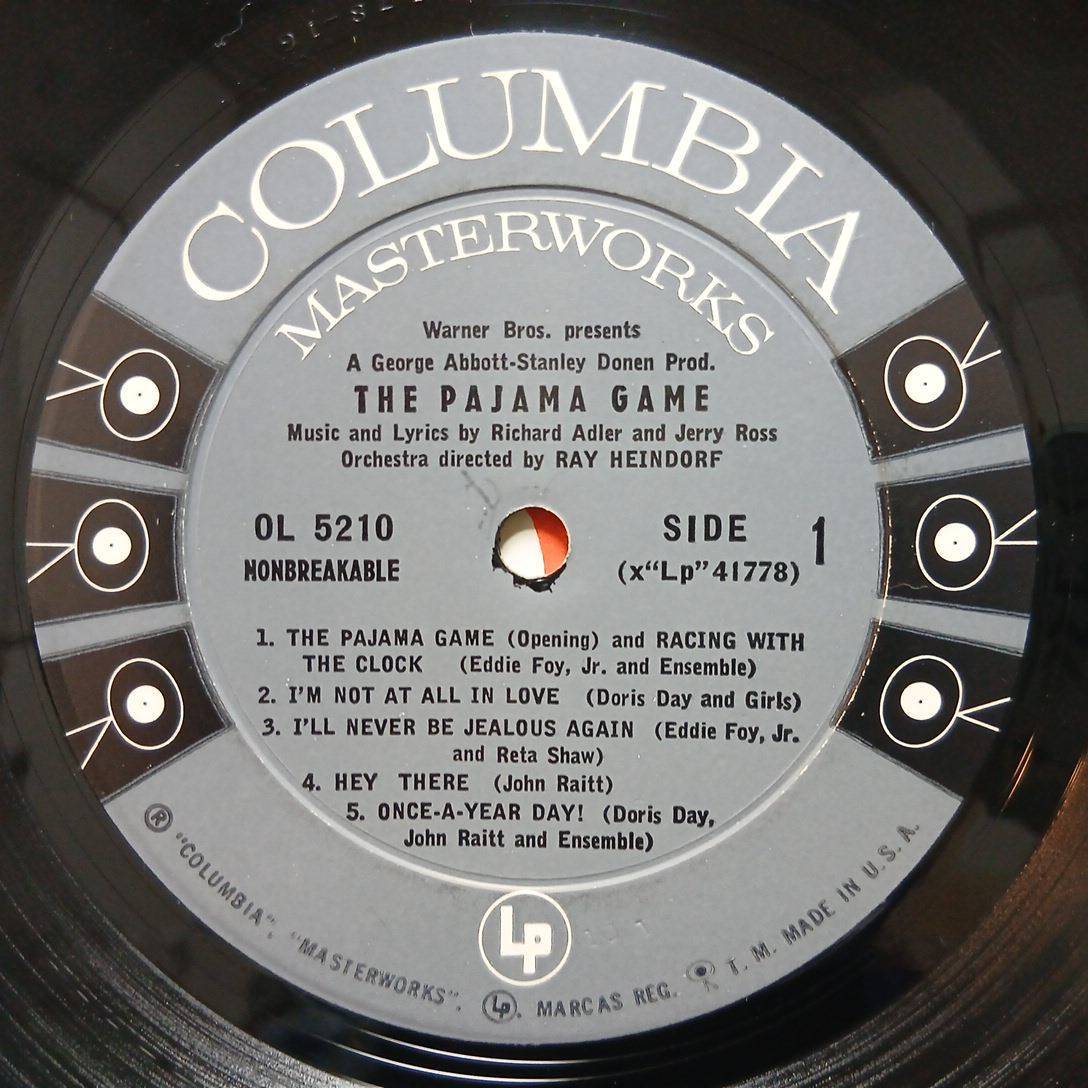 COLUMBIA
MASTERWORKS
Warner Bros. presents
A George Abbott-Stanley Donen Prod.
THE PAJAMA GAME
Music and Lyrics by Richard Adler and Jerry Ross
Orchestra directed by RAY HEINDORF
OL 5210
NONBREAKABLE
SIDE 1
(x“Lp”41778)
1. THE PAJAMA GAME (Opening) and RACING WITH
THE CLOCK (Eddie Foy, Jr. and Ensemble)
2. I'M NOT AT ALL IN LOVE (Doris Day and Girls)
3. I'LL NEVER BE JEALOUS AGAIN (Eddie Foy, Jr.
and Reta Shaw)
4. HEY THERE (John Raitt)
5. ONCE-A-YEAR DAY! (Doris Day,
John Raitt and Ensemble)
Lp
® “COLUMBIA”, “MASTERWORKS”, Lp, MARCAS REG. T. M. MADE IN U. S. A.